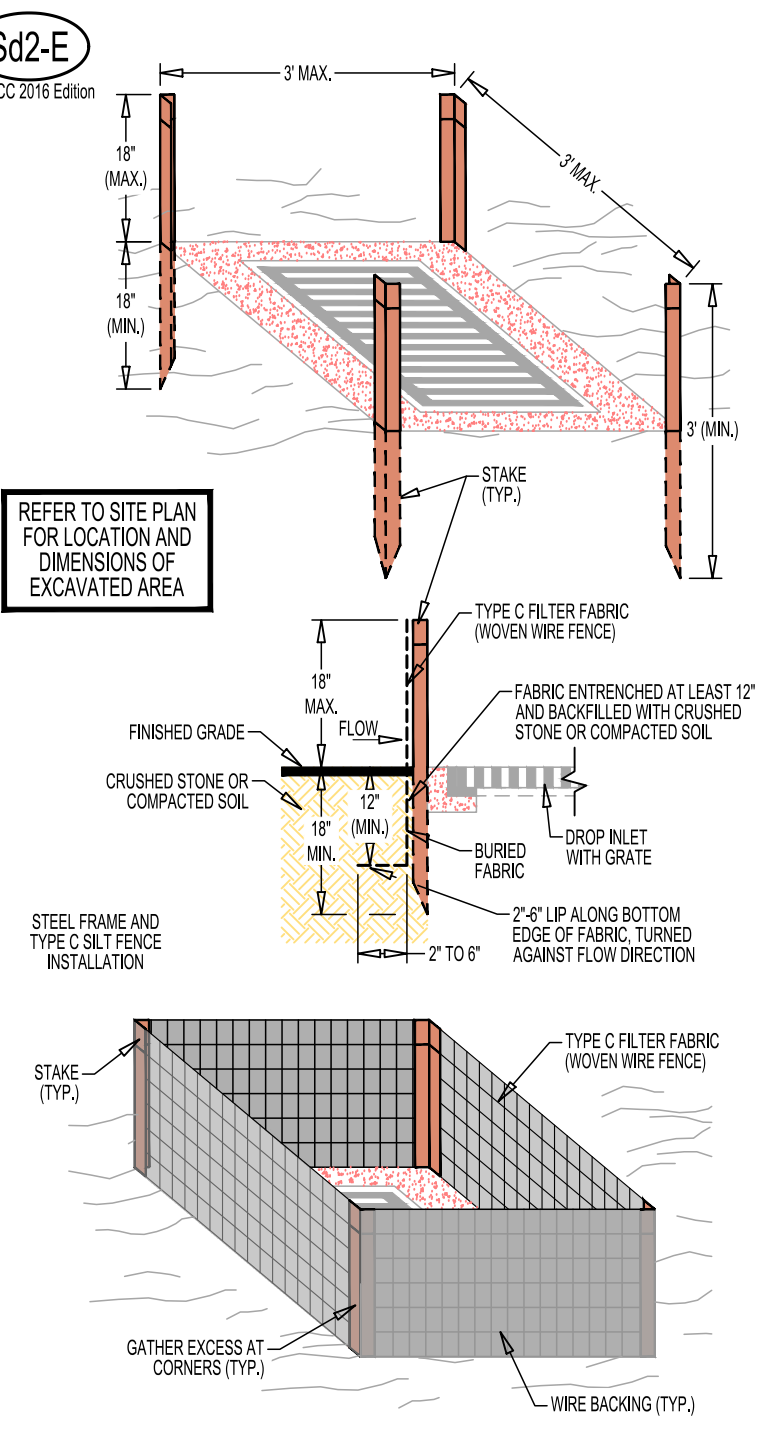 Sd2-E
CC 2016 Edition
3' MAX.
3' MAX.
18"
(MAX.)
18"
(MIN.)
3' (MIN.)
STAKE
(TYP.)
REFER TO SITE PLAN
FOR LOCATION AND
DIMENSIONS OF
EXCAVATED AREA
TYPE C FILTER FABRIC
(WOVEN WIRE FENCE)
18"
MAX.
FABRIC ENTRENCHED AT LEAST 12"
AND BACKFILLED WITH CRUSHED
STONE OR COMPACTED SOIL
FLOW
FINISHED GRADE
CRUSHED STONE OR
COMPACTED SOIL
12"
(MIN.)
18"
MIN.
DROP INLET
WITH GRATE
BURIED
FABRIC
2"-6" LIP ALONG BOTTOM
EDGE OF FABRIC, TURNED
AGAINST FLOW DIRECTION
2" TO 6"
STEEL FRAME AND
TYPE C SILT FENCE
INSTALLATION
STAKE
(TYP.)
TYPE C FILTER FABRIC
(WOVEN WIRE FENCE)
GATHER EXCESS AT
CORNERS (TYP.)
WIRE BACKING (TYP.)